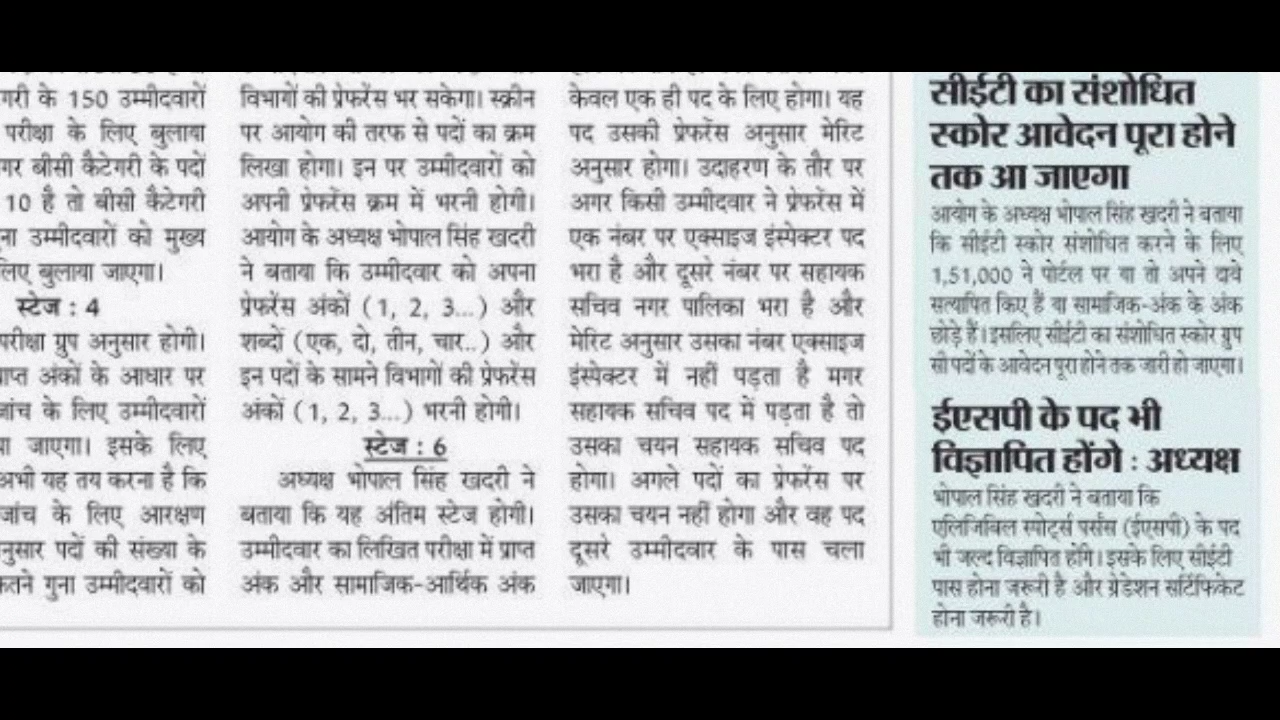 गरी के 150 उम्मीदवारों
परीक्षा के लिए बुलाया
गर बीसी कैटेगरी के पदों
10 है तो बीसी कैटेगरी
ना उम्मीदवारों को मुख्य
लिए बुलाया जाएगा।
स्टेज : 4
परीक्षा ग्रुप अनुसार होगी।
प्त अंकों के आधार पर
जांच के लिए उम्मीदवारों
या जाएगा। इसके लिए
अभी यह तय करना है कि
जांच के लिए आरक्षण
नुसार पदों की संख्या के
कतने गुना उम्मीदवारों को
विभागों की प्रेफरेंस भर सकेगा। स्क्रीन
पर आयोग की तरफ से पदों का क्रम
लिखा होगा। इन पर उम्मीदवारों को
अपनी प्रेफरेंस क्रम में भरनी होगी।
आयोग के अध्यक्ष भोपाल सिंह खदरी
ने बताया कि उम्मीदवार को अपना
प्रेफरेंस अंकों (1, 2, 3...) और
शब्दों (एक, दो, तीन, चार..) और
इन पदों के सामने विभागों की प्रेफरेंस
अंकों (1, 2, 3...) भरनी होगी।
स्टेज : 6
अध्यक्ष भोपाल सिंह खदरी ने
बताया कि यह अंतिम स्टेज होगी।
उम्मीदवार का लिखित परीक्षा में प्राप्त
अंक और सामाजिक-आर्थिक अंक
केवल एक ही पद के लिए होगा। यह
पद उसकी प्रेफरेंस अनुसार मेरिट
अनुसार होगा। उदाहरण के तौर पर
अगर किसी उम्मीदवार ने प्रेफरेंस में
एक नंबर पर एक्साइज इंस्पेक्टर पद
भरा है और दूसरे नंबर पर सहायक
सचिव नगर पालिका भरा है और
मेरिट अनुसार उसका नंबर एक्साइज
इंस्पेक्टर में नहीं पड़ता है मगर
सहायक सचिव पद में पड़ता है तो
उसका चयन सहायक सचिव पद
होगा। अगले पदों का प्रेफरेंस पर
उसका चयन नहीं होगा और वह पद
दूसरे उम्मीदवार के पास चला
जाएगा।
सीईटी का संशोधित
स्कोर आवेदन पूरा होने
तक आ जाएगा
आयोग के अध्यक्ष भोपाल सिंह खदरी ने बताया
कि सीईटी स्कोर संशोधित करने के लिए
1,51,000 ने पोर्टल पर या तो अपने दावे
सत्यापित किए हैं या सामाजिक-अंक के अंक
छोड़े हैं। इसलिए सीईटी का संशोधित स्कोर ग्रुप
सी पदों के आवेदन पूरा होने तक जारी हो जाएगा।
ईएसपी के पद भी
विज्ञापित होंगे : अध्यक्ष
भोपाल सिंह खदरी ने बताया कि
एलिजिबिल स्पोर्ट्स पर्संस (ईएसपी) के पद
भी जल्द विज्ञापित होंगे। इसके लिए सीईटी
पास होना जरूरी है और ग्रेडेशन सर्टिफिकेट
होना जरूरी है।